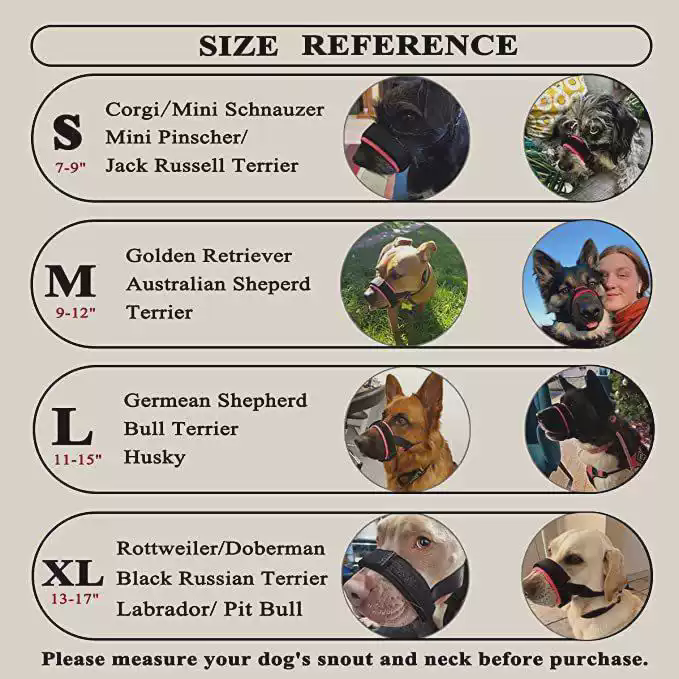 SIZE REFERENCE
S
7-9"
Corgi/Mini Schnauzer
Mini Pinscher/
Jack Russell Terrier
M
9-12"
Golden Retriever
Australian Sheperd
Terrier
L
11-15"
Germean Shepherd
Bull Terrier
Husky
XL
13-17"
Rottweiler/Doberman
Black Russian Terrier
Labrador/ Pit Bull
Please measure your dog's snout and neck before purchase.